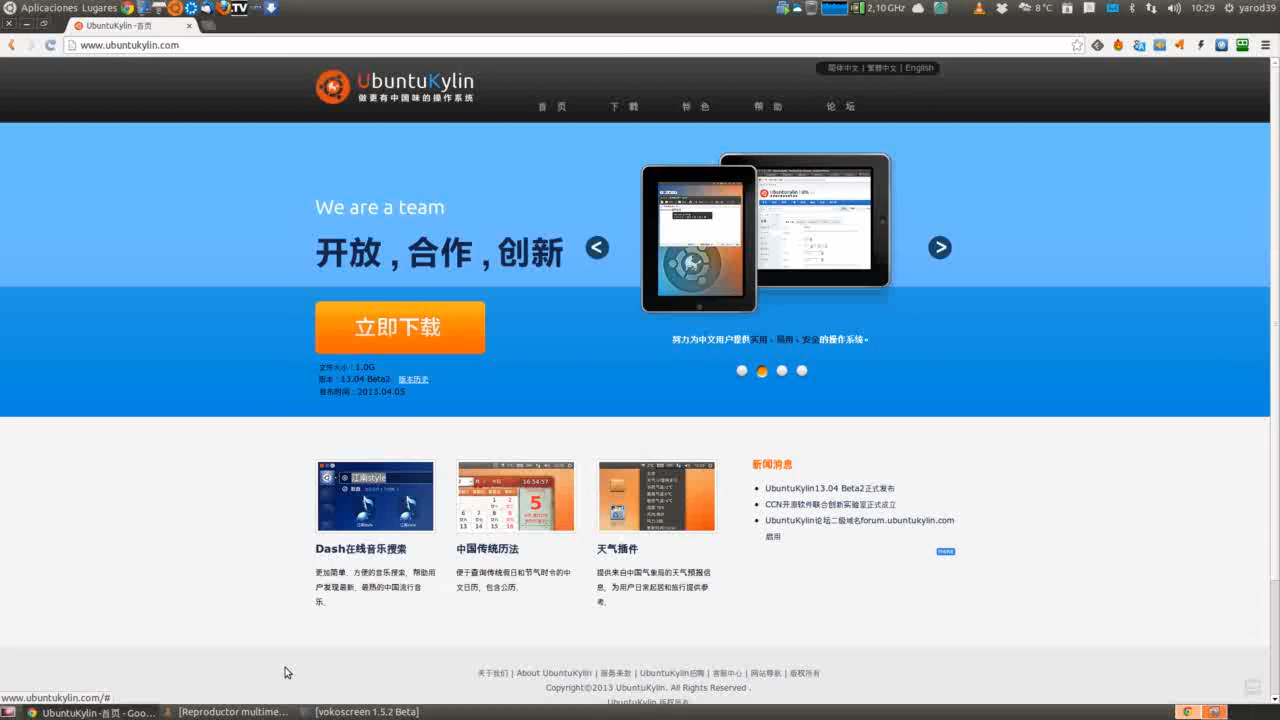 Aplicaciones Lugares
2,10 GHz
8 °C
10:29
yarod39
UbuntuKylin -首页
www.ubuntukylin.com
简体中文 | 繁體中文 | English
UbuntuKylin
做更有中国味的操作系统
首 页 下 载 特 色 帮 助 论 坛
We are a team
开放 , 合作 , 创新
< >
立即下载
努力为中文用户提供实用、易用、安全的操作系统。
文件大小：1.0G
版本：13.04 Beta2 版本历史
发布时间：2013.04.05
江南style
16:54:57
Dash在线音乐搜索
更加简单、方便的音乐搜索，帮助用
户发现最新、最热的中国流行音
乐。
中国传统历法
便于查询传统假日和节气时令的中
文日历，包含公历。
天气插件
提供来自中国气象局的天气预报信
息，为用户日常起居和旅行提供参
考。
新闻消息
UbuntuKylin13.04 Beta2正式发布
CCN开源软件联合创新实验室正式成立
UbuntuKylin论坛二级域名forum.ubuntukylin.com
启用
more
关于我们 | About UbuntuKylin | 服务条款 | UbuntuKylin招聘 | 客服中心 | 网站导航 | 版权所有
Copyright©2013 UbuntuKylin. All Rights Reserved .
UbuntuKylin 版权所有
www.ubuntukylin.com/#
UbuntuKylin -首页 - Goo...
[Reproductor multime...
[vokoscreen 1.5.2 Beta]